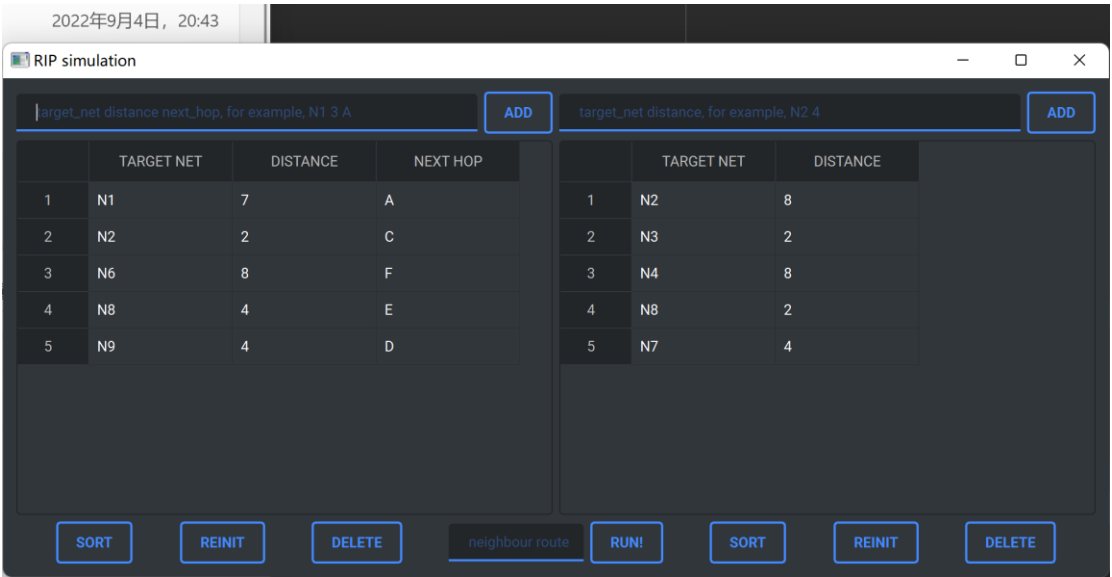 2022年9月4日，20:43
RIP simulation
target_net distance next_hop, for example, N1 3 A ADD target_net distance, for example, N2 4 ADD
TARGET NET DISTANCE NEXT HOP TARGET NET DISTANCE
1 N1 7 A 1 N2 8
2 N2 2 C 2 N3 2
3 N6 8 F 3 N4 8
4 N8 4 E 4 N8 2
5 N9 4 D 5 N7 4
SORT REINIT DELETE neighbour route RUN! SORT REINIT DELETE